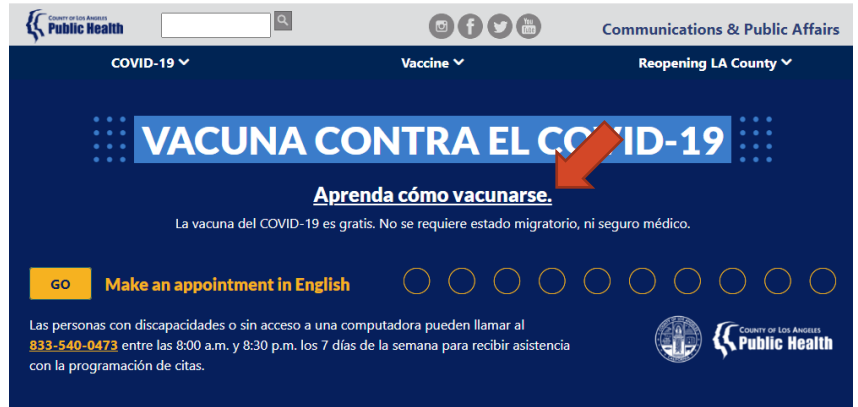 County of Los Angeles
Public Health
You
Tube
Communications & Public Affairs
COVID-19
Vaccine
Reopening LA County
VACUNA CONTRA EL COVID-19
Aprenda cómo vacunarse.
La vacuna del COVID-19 es gratis. No se requiere estado migratorio, ni seguro médico.
GO
Make an appointment in English
Las personas con discapacidades o sin acceso a una computadora pueden llamar al
833-540-0473 entre las 8:00 a.m. y 8:30 p.m. los 7 días de la semana para recibir asistencia
con la programación de citas.
County of Los Angeles
Public Health